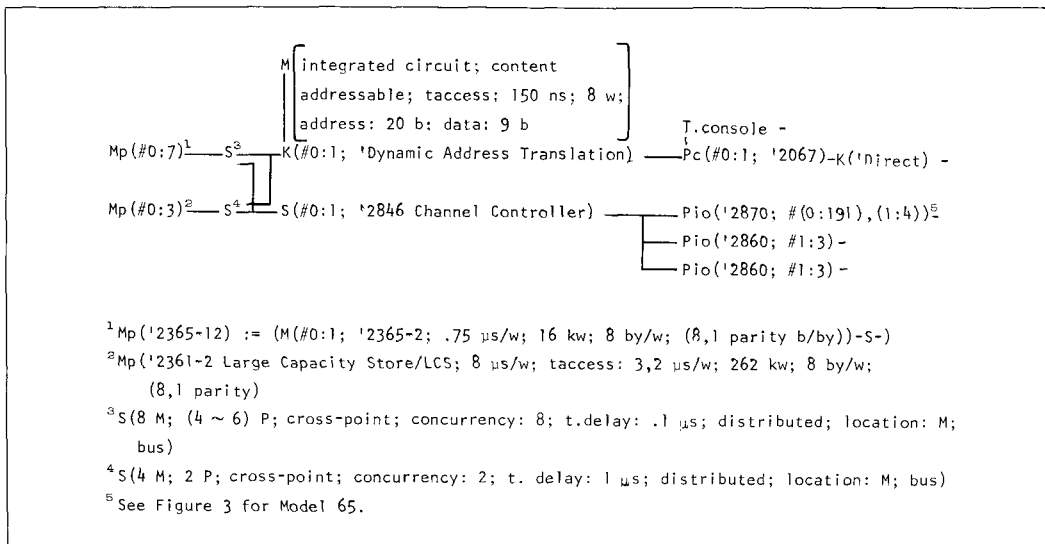 M[integrated circuit; content
addressable; taccess: 150 ns; 8 w;
address: 20 b; data: 9 b]
T.console -
Mp(#0:7)¹ — S³ — K(#0:1; 'Dynamic Address Translation) — Pc(#0:1; '2067)-K('Direct) -
Mp(#0:3)² — S⁴ — S(#0:1; '2846 Channel Controller) — Pio('2870; #(0:191),(1:4))⁵-
Pio('2860; #1:3) -
Pio('2860; #1:3) -
¹Mp('2365-12) := (M(#0:1; '2365-2; .75 μs/w; 16 kw; 8 by/w; (8,1 parity b/by))-S-)
²Mp('2361-2 Large Capacity Store/LCS; 8 μs/w; taccess: 3,2 μs/w; 262 kw; 8 by/w;
(8,1 parity)
³S(8 M; (4 ~ 6) P; cross-point; concurrency: 8; t.delay: .1 μs; distributed; location: M;
bus)
⁴S(4 M; 2 P; cross-point; concurrency: 2; t. delay: 1 μs; distributed; location: M; bus)
⁵See Figure 3 for Model 65.